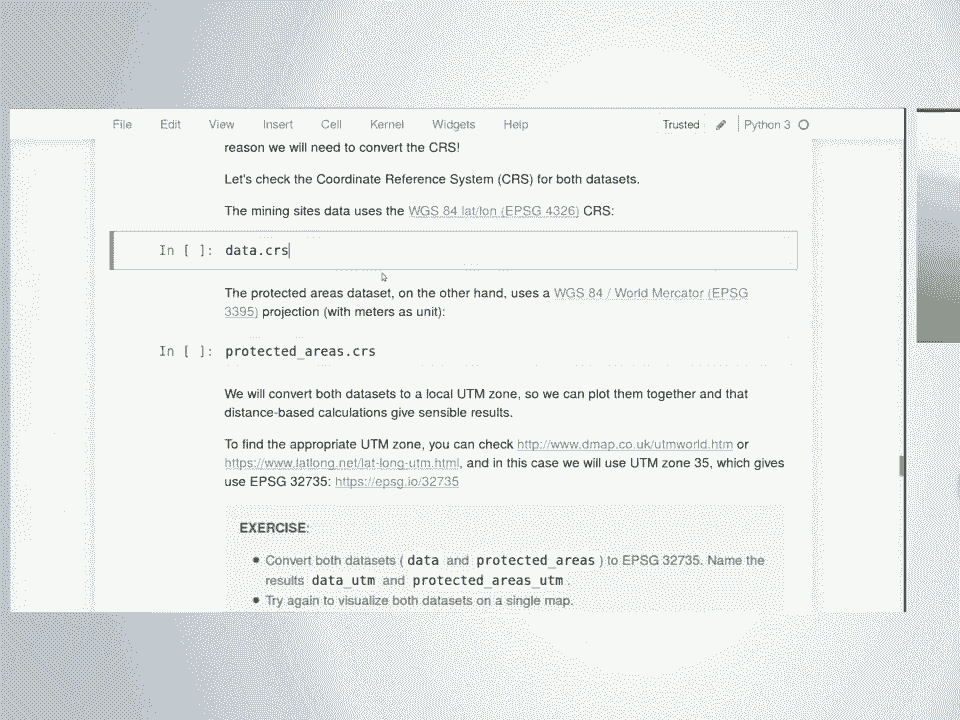 File Edit View Insert Cell Kernel Widgets Help Trusted Python 3
reason we will need to convert the CRS!
Let's check the Coordinate Reference System (CRS) for both datasets.
The mining sites data uses the WGS 84 lat/lon (EPSG 4326) CRS:
In [ ]: data.crs
The protected areas dataset, on the other hand, uses a WGS 84 / World Mercator (EPSG
3395) projection (with meters as unit):
In [ ]: protected_areas.crs
We will convert both datasets to a local UTM zone, so we can plot them together and that
distance-based calculations give sensible results.
To find the appropriate UTM zone, you can check http://www.dmap.co.uk/utmworld.htm or
https://www.latlong.net/lat-long-utm.html, and in this case we will use UTM zone 35, which gives
use EPSG 32735: https://epsg.io/32735
EXERCISE:
• Convert both datasets ( data and protected_areas ) to EPSG 32735. Name the
results data_utm and protected_areas_utm .
• Try again to visualize both datasets on a single map.